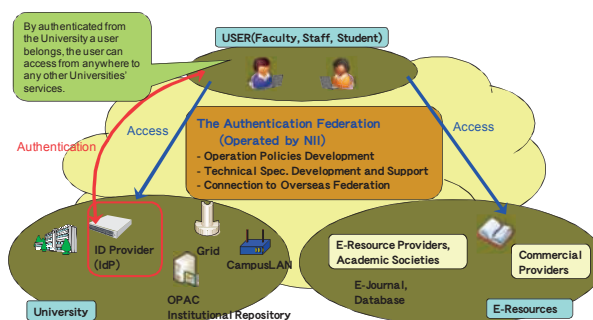 By authenticated from
the University a user
belongs, the user can
access from anywhere to
any other Universities'
services.
USER(Faculty, Staff, Student)
Authentication
Access
The Authentication Federation
(Operated by NII)
- Operation Policies Development
- Technical Spec. Development and Support
- Connection to Overseas Federation
Access
ID Provider
(IdP)
Grid
CampusLAN
OPAC
Institutional Repository
University
E-Resource Providers,
Academic Societies
E-Journal,
Database
Commercial
Providers
E-Resources